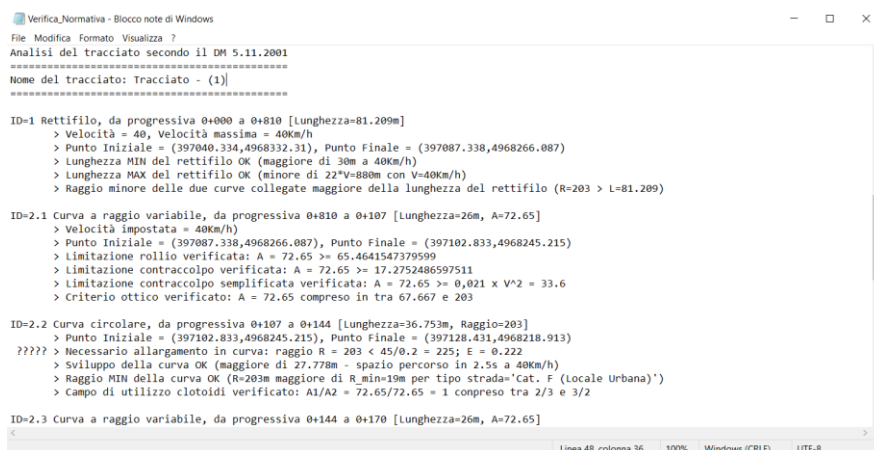 Verifica_Normativa - Blocco note di Windows
File Modifica Formato Visualizza ?
Analisi del tracciato secondo il DM 5.11.2001
=============================================
Nome del tracciato: Tracciato - (1)
=============================================
ID=1 Rettifilo, da progressiva 0+000 a 0+810 [Lunghezza=81.209m]
> Velocità = 40, Velocità massima = 40Km/h
> Punto Iniziale = (397040.334,4968332.31), Punto Finale = (397087.338,4968266.087)
> Lunghezza MIN del rettifilo OK (maggiore di 30m a 40Km/h)
> Lunghezza MAX del rettifilo OK (minore di 22*V=880m con V=40Km/h)
> Raggio minore delle due curve collegate maggiore della lunghezza del rettifilo (R=203 > L=81.209)
ID=2.1 Curva a raggio variabile, da progressiva 0+810 a 0+107 [Lunghezza=26m, A=72.65]
> Velocità impostata = 40Km/h)
> Punto Iniziale = (397087.338,4968266.087), Punto Finale = (397102.833,4968245.215)
> Limitazione rollio verificata: A = 72.65 >= 65.4641547379599
> Limitazione contraccolpo verificata: A = 72.65 >= 17.2752486597511
> Limitazione contraccolpo semplificata verificata: A = 72.65 >= 0,021 x V^2 = 33.6
> Criterio ottico verificato: A = 72.65 compreso in tra 67.667 e 203
ID=2.2 Curva circolare, da progressiva 0+107 a 0+144 [Lunghezza=36.753m, Raggio=203]
> Punto Iniziale = (397102.833,4968245.215), Punto Finale = (397128.431,4968218.913)
????? > Necessario allargamento in curva: raggio R = 203 < 45/0.2 = 225; E = 0.222
> Sviluppo della curva OK (maggiore di 27.778m - spazio percorso in 2.5s a 40Km/h)
> Raggio MIN della curva OK (R=203m maggiore di R_min=19m per tipo strada='Cat. F (Locale Urbana)')
> Campo di utilizzo clotoidi verificato: A1/A2 = 72.65/72.65 = 1 conpreso tra 2/3 e 3/2
ID=2.3 Curva a raggio variabile, da progressiva 0+144 a 0+170 [Lunghezza=26m, A=72.65]
Linea 48, colonna 36 100% Windows (CRLF) UTF-8